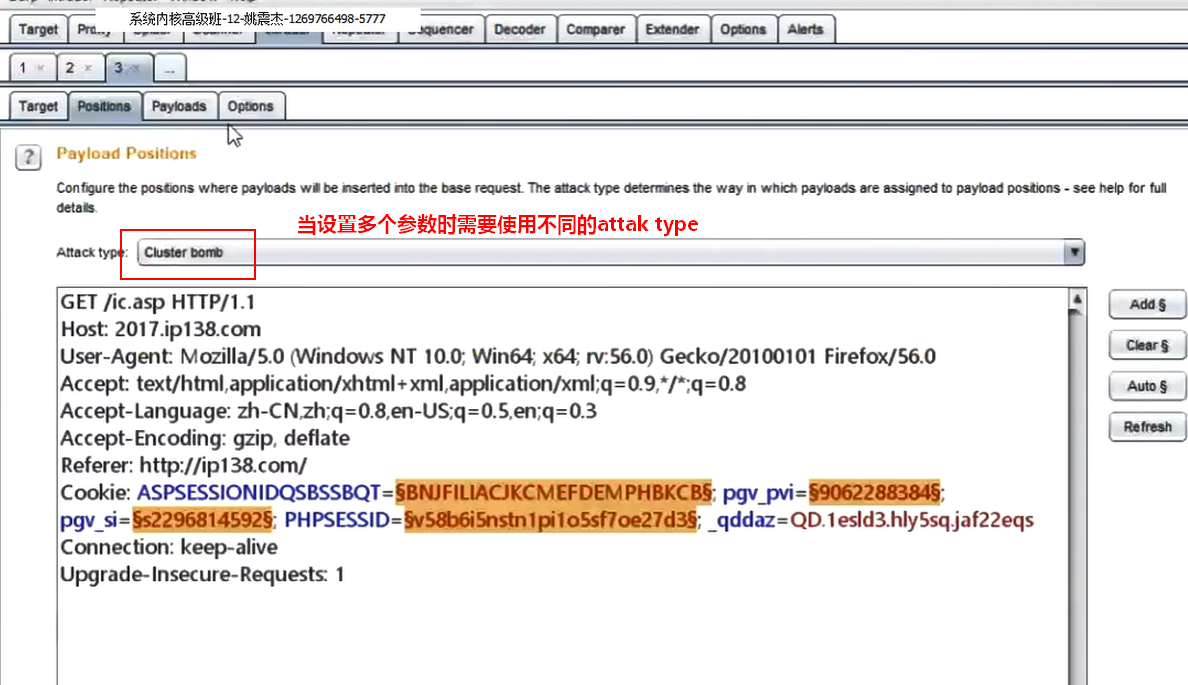 系统内核高级班-12-姚震杰-1269766498-5777
Target
Sequencer Decoder Comparer Extender Options Alerts
1 × 2 × 3 × ...
Target Positions Payloads Options
? Payload Positions
Configure the positions where payloads will be inserted into the base request. The attack type determines the way in which payloads are assigned to payload positions - see help for full
details.
当设置多个参数时需要使用不同的attak type
Attack type: Cluster bomb
GET /ic.asp HTTP/1.1
Host: 2017.ip138.com
User-Agent: Mozilla/5.0 (Windows NT 10.0; Win64; x64; rv:56.0) Gecko/20100101 Firefox/56.0
Accept: text/html,application/xhtml+xml,application/xml;q=0.9,*/*;q=0.8
Accept-Language: zh-CN,zh;q=0.8,en-US;q=0.5,en;q=0.3
Accept-Encoding: gzip, deflate
Referer: http://ip138.com/
Cookie: ASPSESSIONIDQSBSSBQT=§BNJFILIACJKCMEFDEMPHBKCB§; pgv_pvi=§9062288384§;
pgv_si=§s2296814592§; PHPSESSID=§v58b6i5nstn1pi1o5sf7oe27d3§; _qddaz=QD.1esld3.hly5sq.jaf22eqs
Connection: keep-alive
Upgrade-Insecure-Requests: 1
Add §
Clear §
Auto §
Refresh